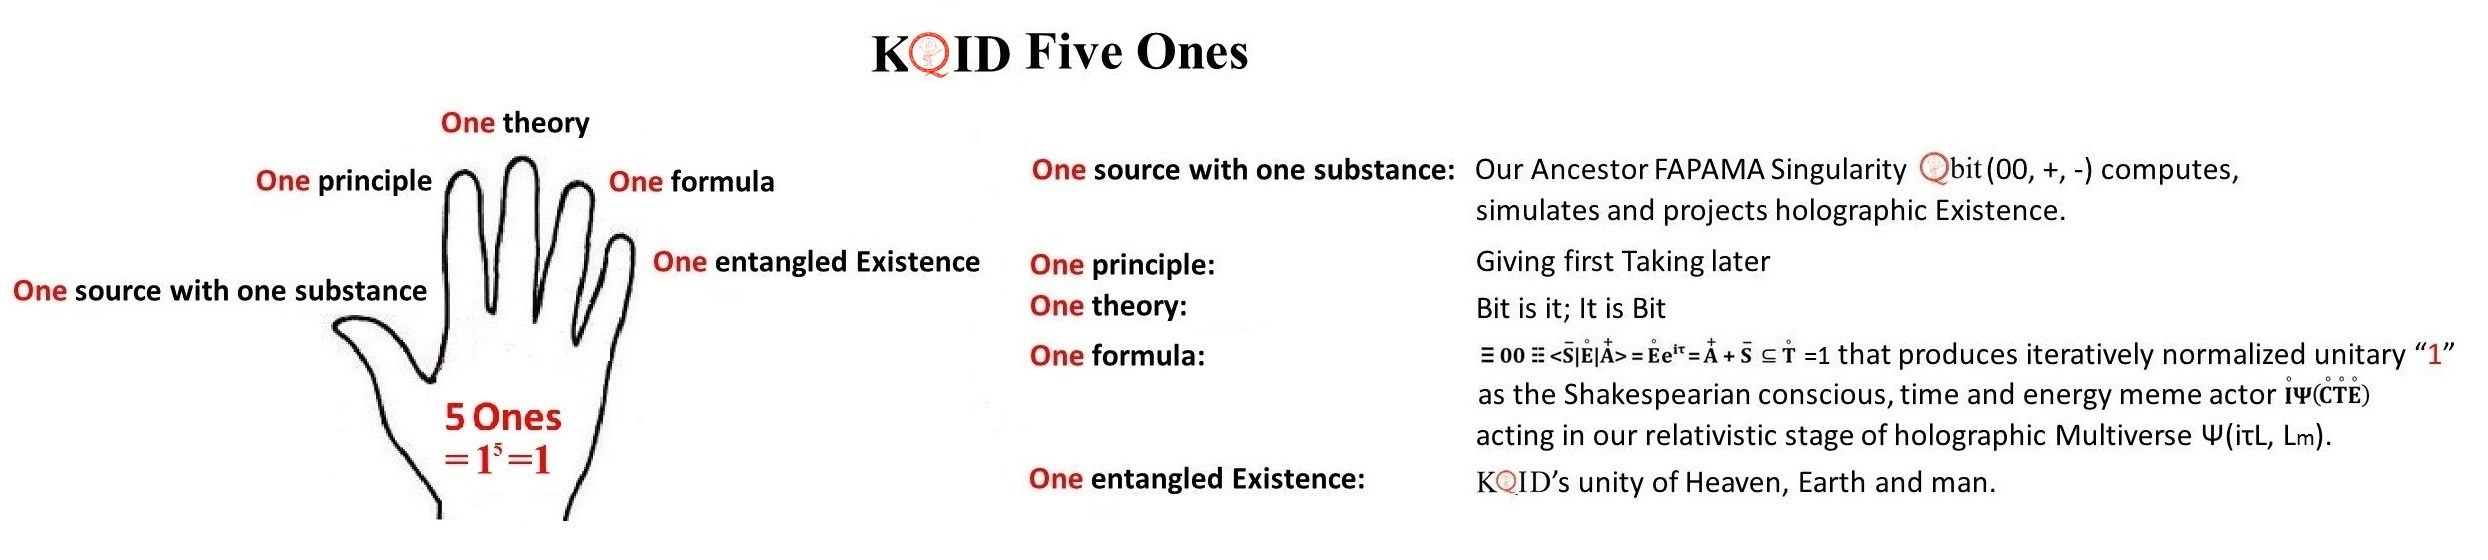 KQID Five Ones
One theory
One principle
One formula
One entangled Existence
One source with one substance
5 Ones
= 1⁵=1
One source with one substance: Our Ancestor FAPAMA Singularity Qbit (00, +, -) computes,
simulates and projects holographic Existence.
One principle: Giving first Taking later
One theory: Bit is it; It is Bit
One formula: ≡ 00 ☷ <S̄|E̊|A⃗̇> = E̊eⁱᵗ = A⁺ + S̄ ⊆ T̊ =1 that produces iteratively normalized unitary “1”
as the Shakespearian conscious, time and energy meme actor i̊Ψ(C̊T̊E̊)
acting in our relativistic stage of holographic Multiverse Ψ(iτL, Lm).
One entangled Existence: KQID’s unity of Heaven, Earth and man.